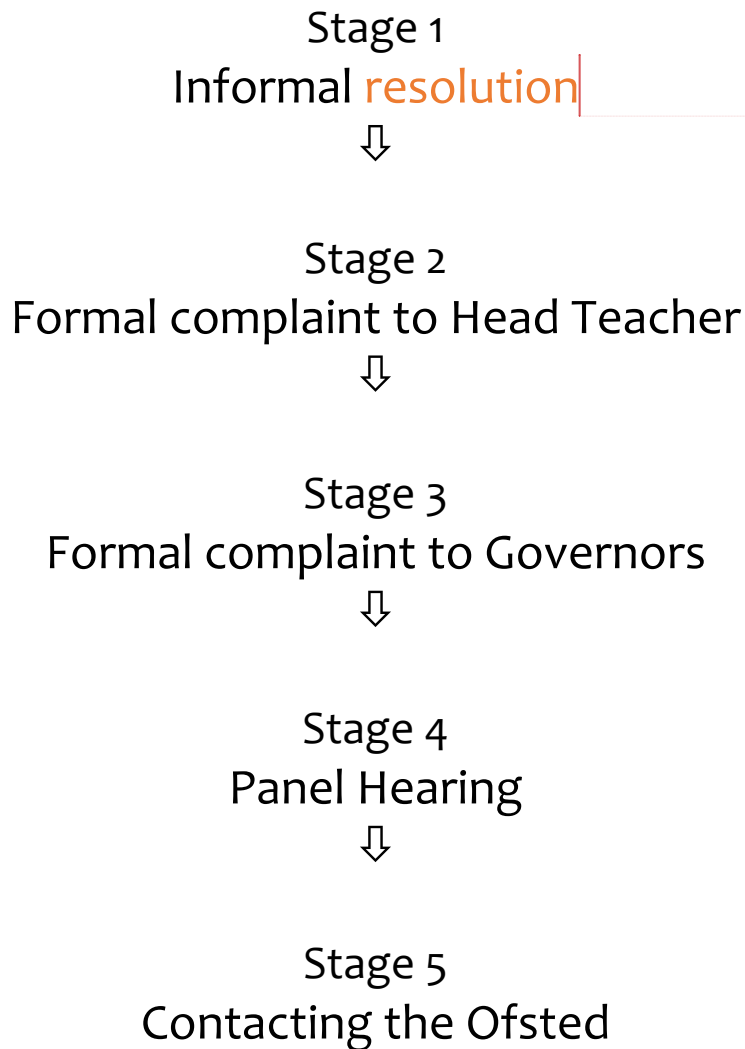 Stage 1
Informal resolution
⇩
Stage 2
Formal complaint to Head Teacher
⇩
Stage 3
Formal complaint to Governors
⇩
Stage 4
Panel Hearing
⇩
Stage 5
Contacting the Ofsted